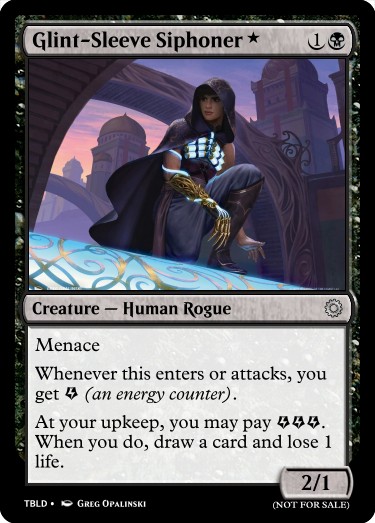 Glint-Sleeve Siphoner ★ 1
Creature — Human Rogue
Menace
Whenever this enters or attacks, you
get (an energy counter).
At your upkeep, you may pay .
When you do, draw a card and lose 1
life.
2/1
TBLD • Greg Opalinski
(NOT FOR SALE)